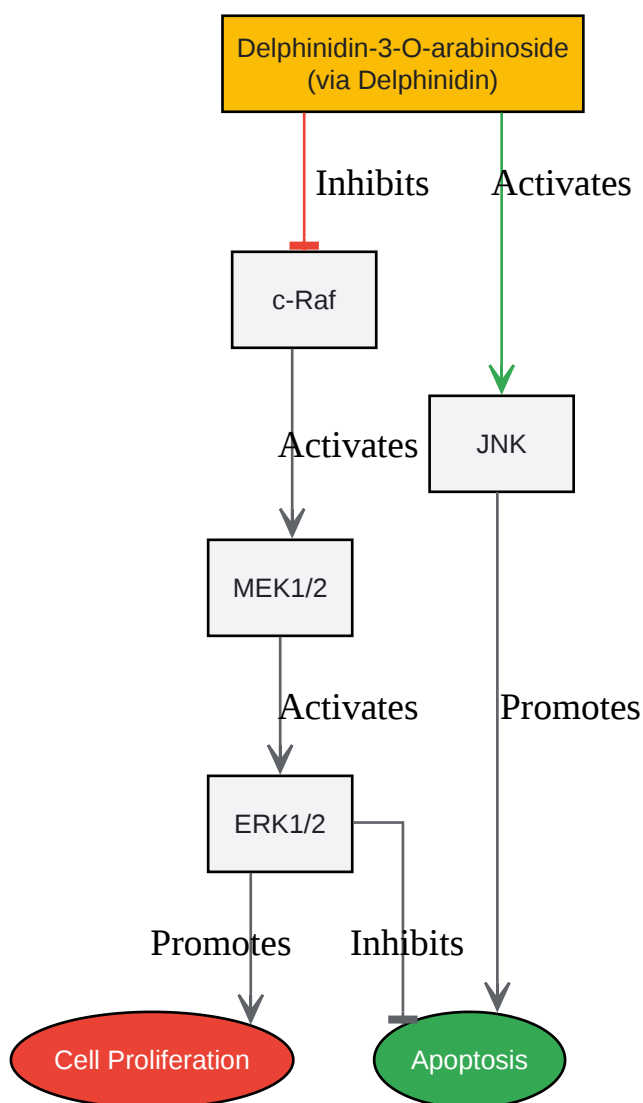 Delphinidin-3-O-arabinoside
(via Delphinidin)
Inhibits
Activates
c-Raf
Activates
JNK
MEK1/2
Activates
Promotes
ERK1/2
Promotes
Inhibits
Cell Proliferation
Apoptosis